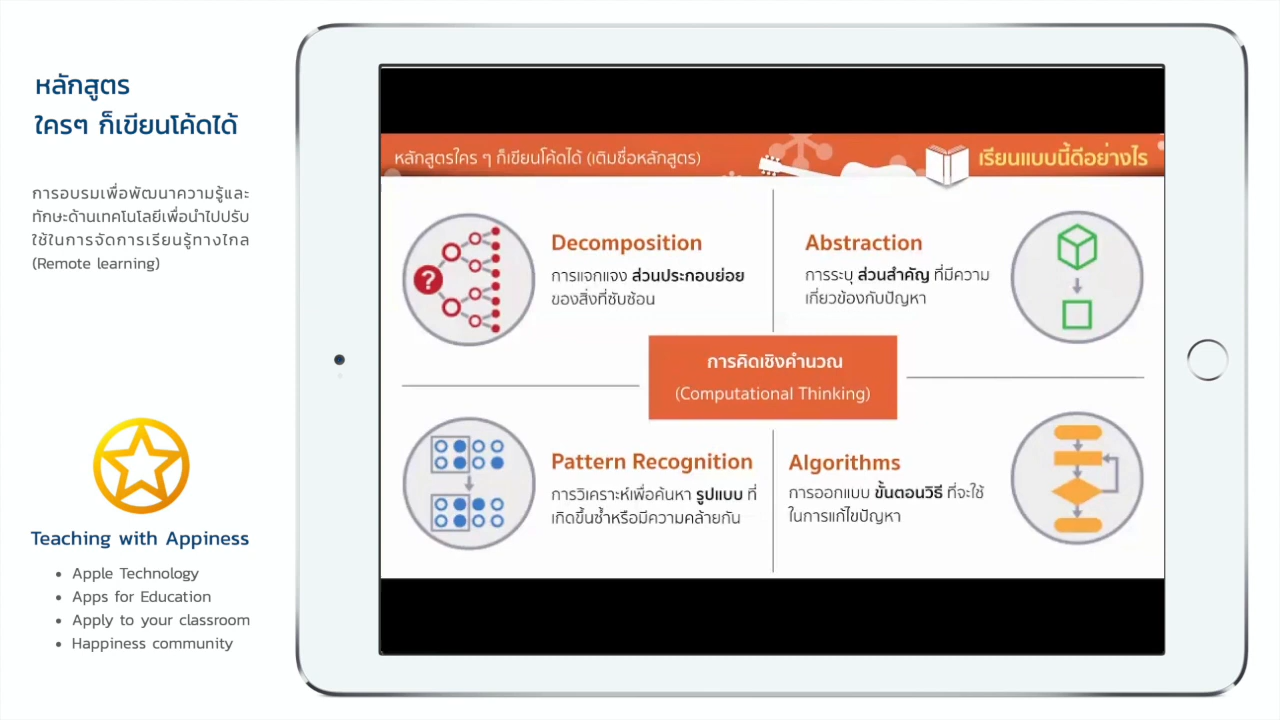 หลักสูตร
ใครๆ ก็เขียนโค้ดได้
การอบรมเพื่อพัฒนาความรู้และ
ทักษะด้านเทคโนโลยีเพื่อนำไปปรับ
ใช้ในการจัดการเรียนรู้ทางไกล
(Remote learning)
Teaching with Appiness
• Apple Technology
• Apps for Education
• Apply to your classroom
• Happiness community
หลักสูตรใคร ๆ ก็เขียนโค้ดได้ (เติมชื่อหลักสูตร)
เรียนแบบนี้ดีอย่างไร
?
Decomposition
การแจกแจง ส่วนประกอบย่อย
ของสิ่งที่ซับซ้อน
Abstraction
การระบุ ส่วนสำคัญ ที่มีความ
เกี่ยวข้องกับปัญหา
การคิดเชิงคำนวณ
(Computational Thinking)
Pattern Recognition
การวิเคราะห์เพื่อค้นหา รูปแบบ ที่
เกิดขึ้นซ้ำหรือมีความคล้ายกัน
Algorithms
การออกแบบ ขั้นตอนวิธี ที่จะใช้
ในการแก้ไขปัญหา